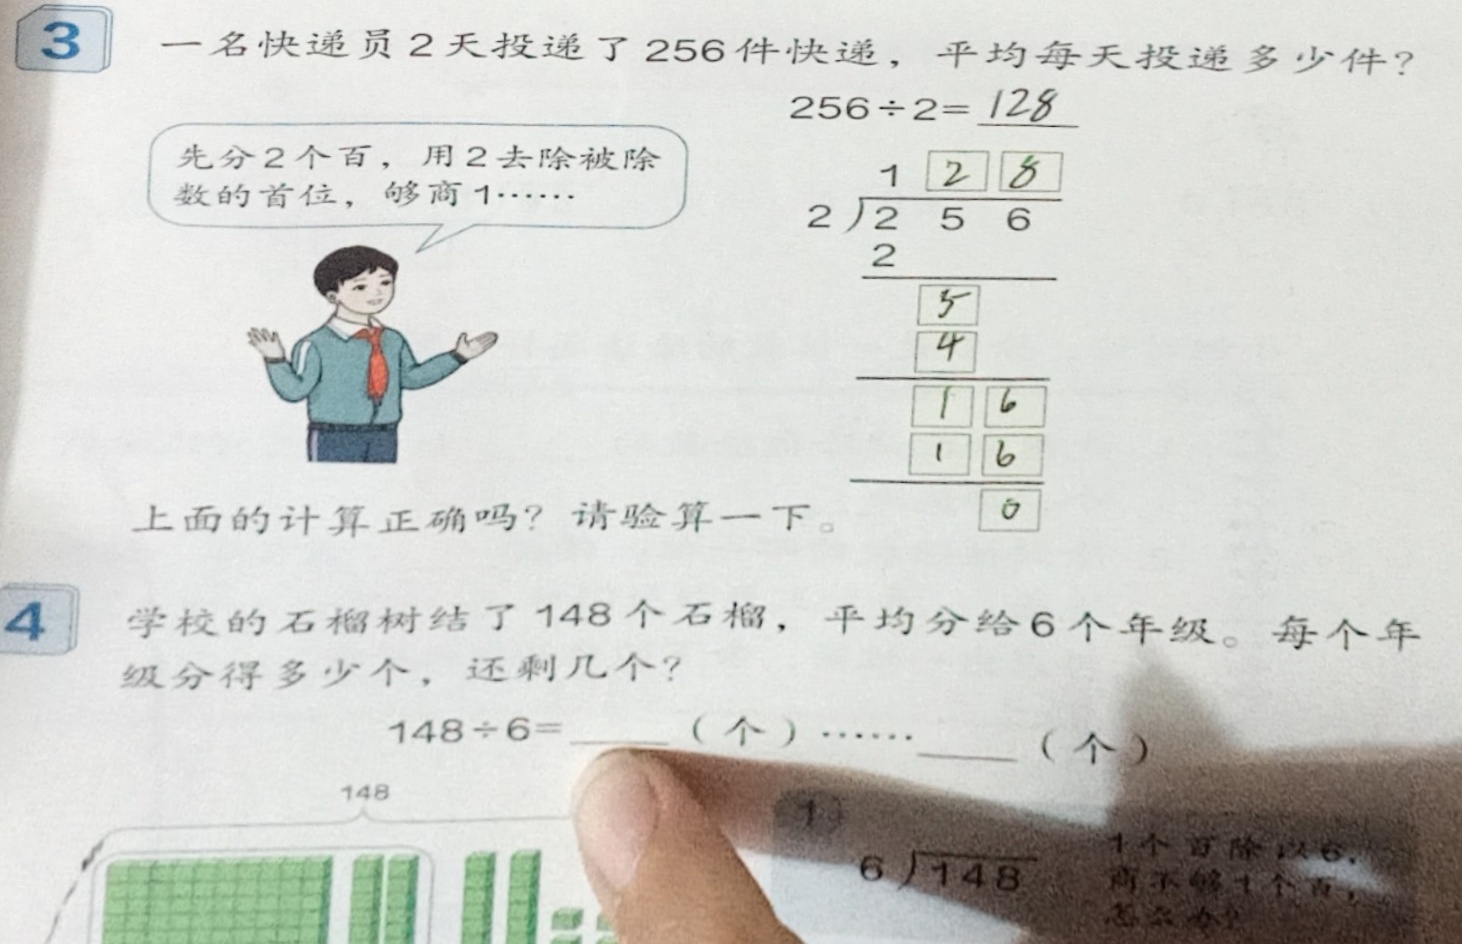 3
一名快递员2天投递了256件快递，平均每天投递多少件?
256÷2=128
先分2个百，用2去除被除
数的首位，够商1……
1 2 8
2)2 5 6
2
5
4
1 6
1 6
0
上面的计算正确吗？请验算一下。
4
学校的石榴树结了148个石榴，平均分给6个年级。每个年
级分得多少个，还剩几个？
148÷6=____(个)……____(个)
148
6)148
1个百除以6，
商不够1个百，
怎么办？